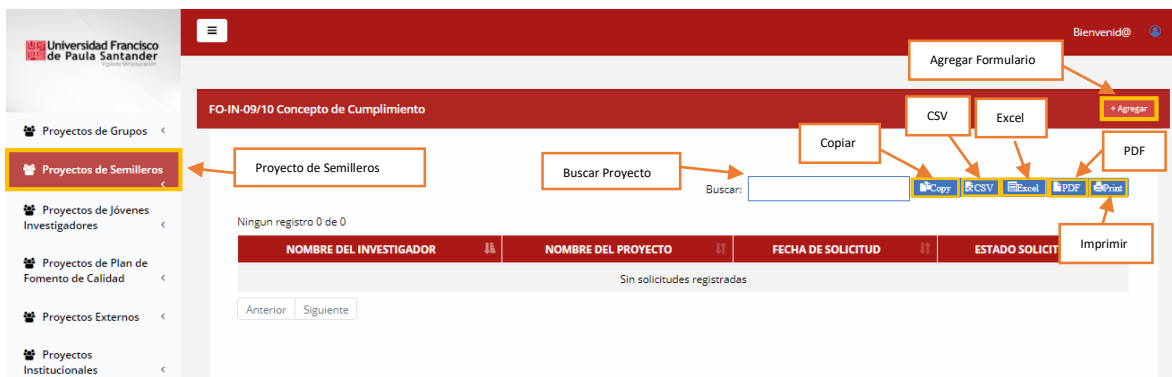 Universidad Francisco
de Paula Santander
Bienvenid@
Agregar Formulario
FO-IN-09/10 Concepto de Cumplimiento
+ Agregar
CSV
Excel
Copiar
PDF
Proyectos de Grupos
Proyectos de Semilleros
Proyecto de Semilleros
Buscar Proyecto
Buscar:
Copy
CSV
Excel
PDF
Print
Proyectos de Jóvenes
Investigadores
Ningun registro 0 de 0
Imprimir
NOMBRE DEL INVESTIGADOR
NOMBRE DEL PROYECTO
FECHA DE SOLICITUD
ESTADO SOLICIT
Sin solicitudes registradas
Proyectos de Plan de
Fomento de Calidad
Anterior
Siguiente
Proyectos Externos
Proyectos
Institucionales